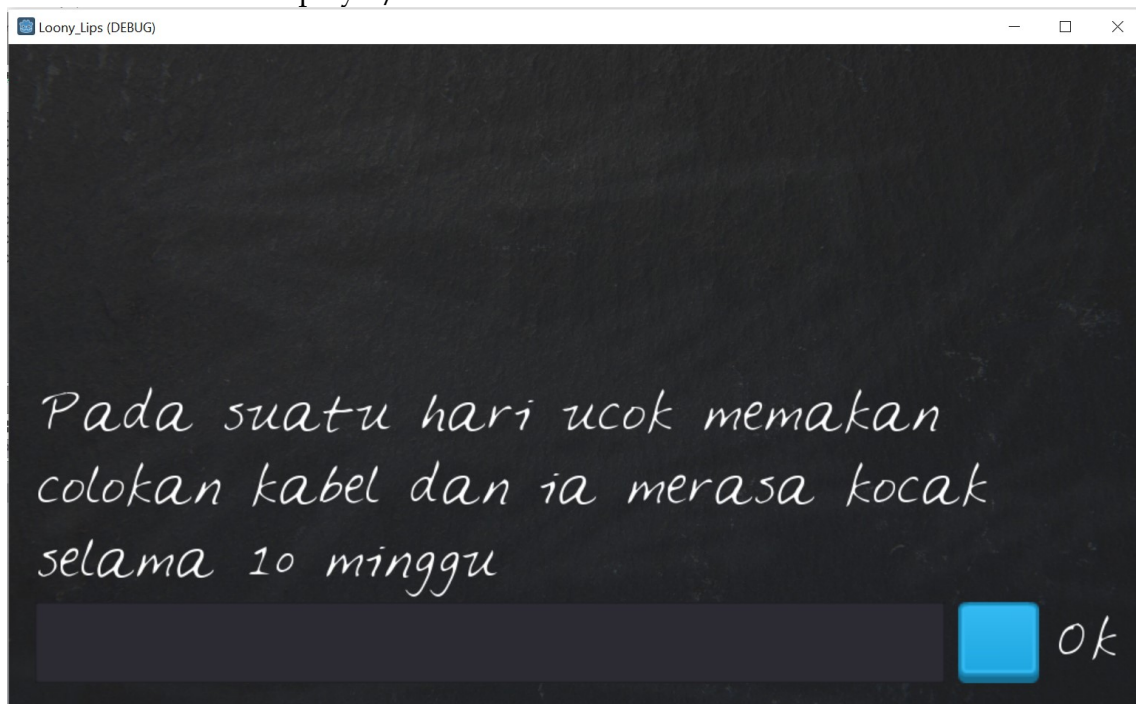 Loony_Lips (DEBUG)
Pada suatu hari ucok memakan
colokan kabel dan ia merasa kocak
selama 10 minggu
Ok